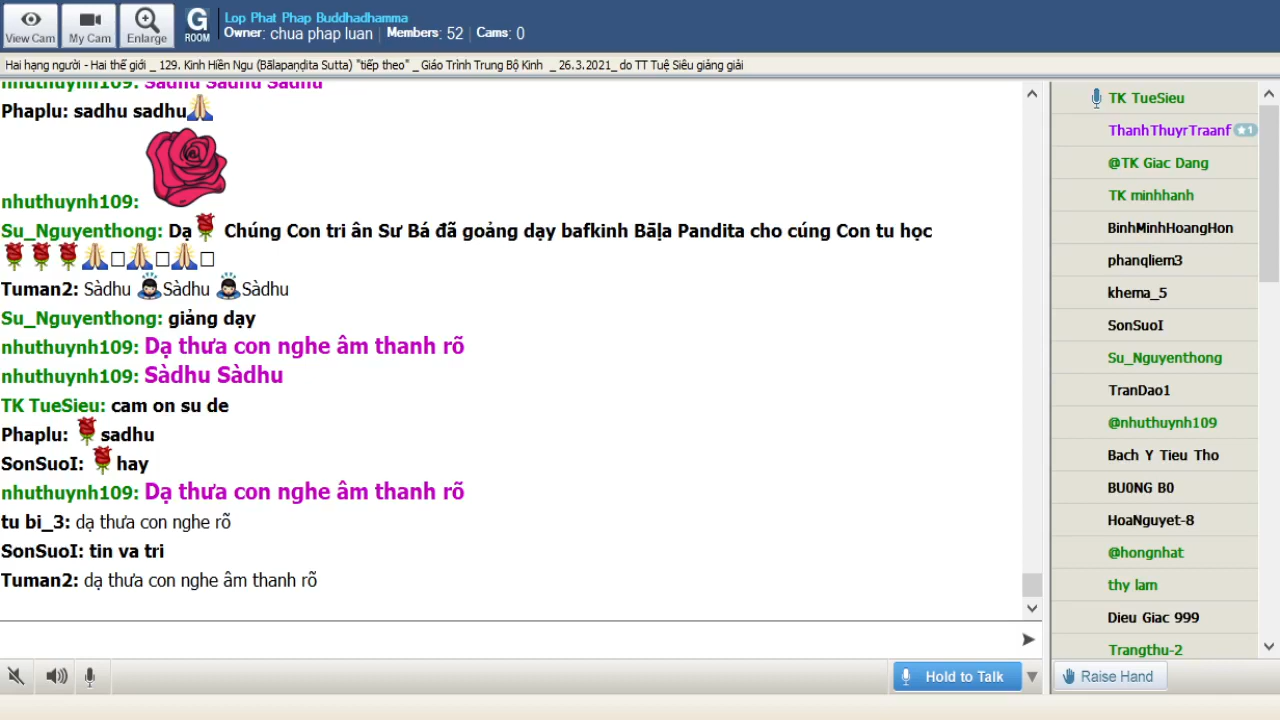 View Cam
My Cam
Enlarge
G
ROOM
Lop Phat Phap Buddhadhamma
Owner: chua phap luan | Members: 52 | Cams: 0
Hai hạng người - Hai thế giới _ 129. Kinh Hiền Ngu (Bālapaṇḍita Sutta) "tiếp theo" _ Giáo Trình Trung Bộ Kinh _ 26.3.2021_ do TT Tuệ Siêu giảng giải
nhuthuynh109: Sàdhu Sàdhu Sàdhu
Phaplu: sadhu sadhu🙏
nhuthuynh109:
Su_Nguyenthong: Dạ🌹 Chúng Con tri ân Sư Bá đã goảng dạy bafkinh Bāḷa Pandita cho cúng Con tu học
🌹🌹🌹🙏□🙏□🙏□
Tuman2: Sàdhu 🙇Sàdhu 🙇Sàdhu
Su_Nguyenthong: giảng dạy
nhuthuynh109: Dạ thưa con nghe âm thanh rõ
nhuthuynh109: Sàdhu Sàdhu
TK TueSieu: cam on su de
Phaplu: 🌹sadhu
SonSuoI: 🌹hay
nhuthuynh109: Dạ thưa con nghe âm thanh rõ
tu bi_3: dạ thưa con nghe rõ
SonSuoI: tin va tri
Tuman2: dạ thưa con nghe âm thanh rõ
Hold to Talk
TK TueSieu
ThanhThuyrTraanf ★1
@TK Giac Dang
TK minhhanh
BinhMinhHoangHon
phanqliem3
khema_5
SonSuoI
Su_Nguyenthong
TranDao1
@nhuthuynh109
Bach Y Tieu Tho
BU0NG B0
HoaNguyet-8
@hongnhat
thy lam
Dieu Giac 999
Trangthu-2
Raise Hand